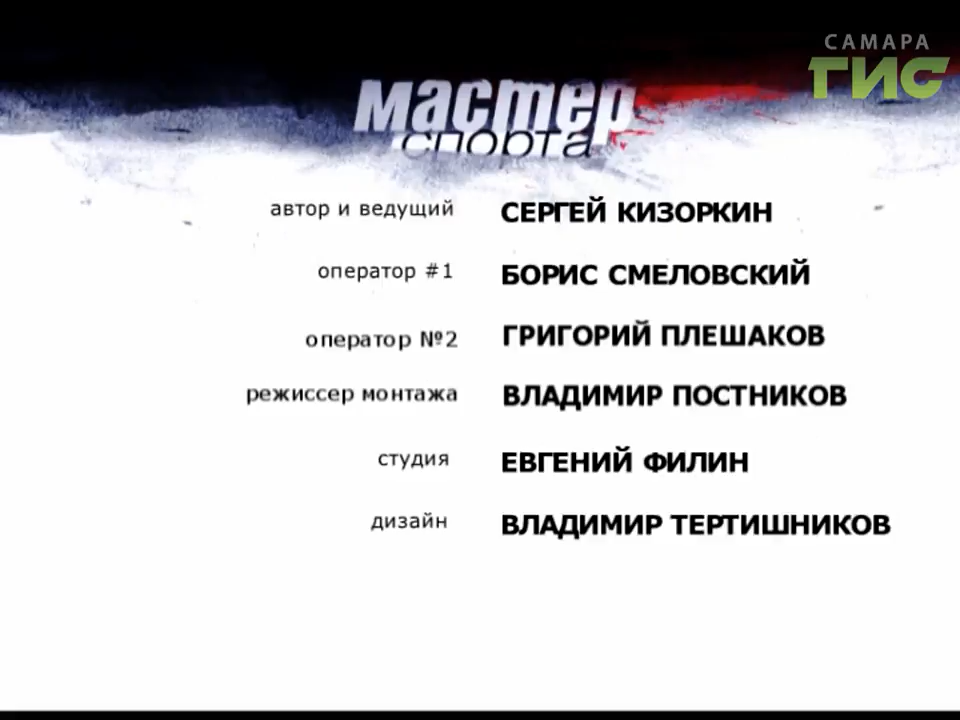 САМАРА
ГИС
мастер
спорта
автор и ведущий СЕРГЕЙ КИЗОРКИН
оператор #1 БОРИС СМЕЛОВСКИЙ
оператор №2 ГРИГОРИЙ ПЛЕШАКОВ
режиссер монтажа ВЛАДИМИР ПОСТНИКОВ
студия ЕВГЕНИЙ ФИЛИН
дизайн ВЛАДИМИР ТЕРТИШНИКОВ